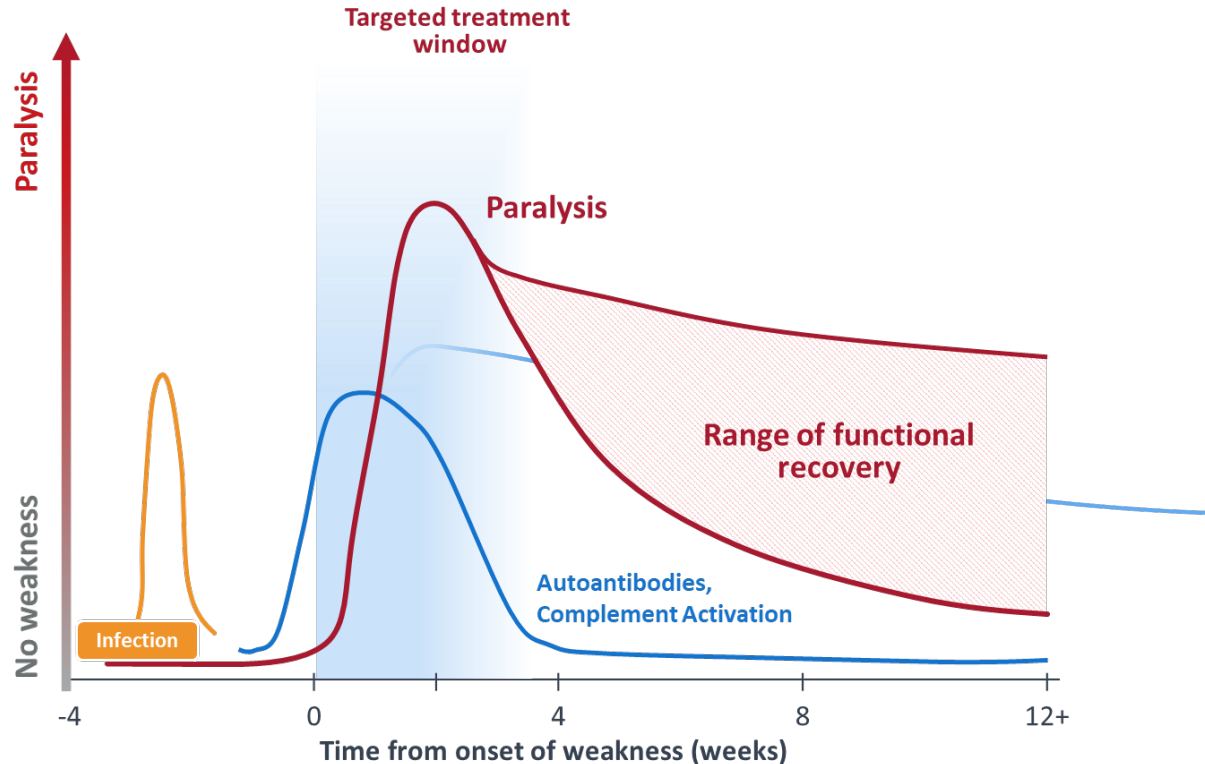 Targeted treatment
window
Paralysis
Paralysis
Range of functional
recovery
Autoantibodies,
Complement Activation
No weakness
Infection
-4
0
4
8
12+
Time from onset of weakness (weeks)